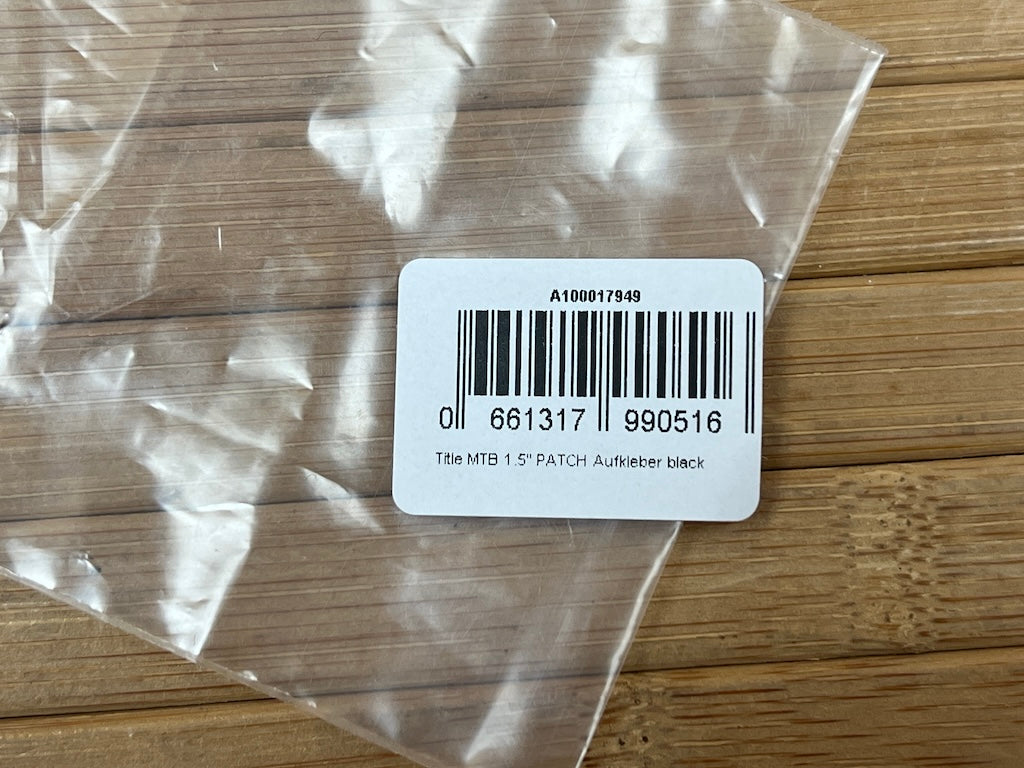 A100017949
0 661317 990516
Title MTB 1.5" PATCH Aufkleber black